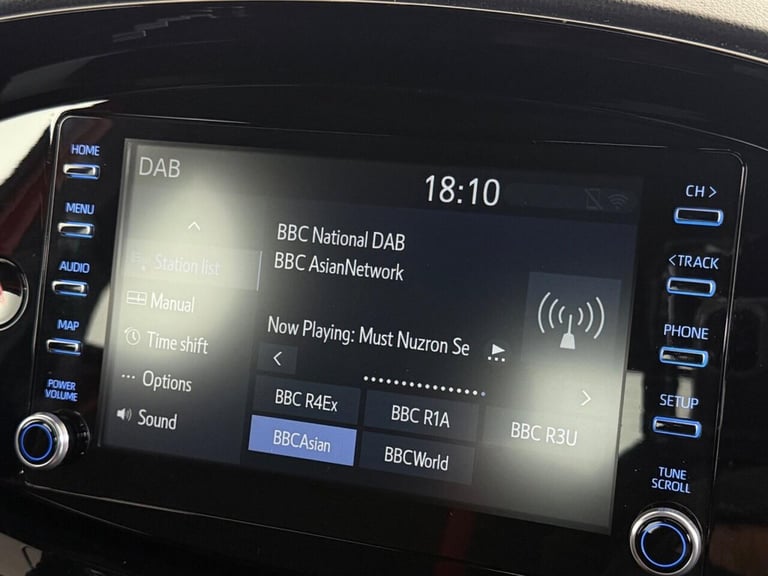 HOME
MENU
AUDIO
MAP
POWER
VOLUME
DAB
18:10
Station list
Manual
Time shift
··· Options
Sound
BBC National DAB
BBC AsianNetwork
Now Playing: Must Nuzron Se
<
>
BBC R4Ex
BBC R1A
BBC R3U
BBCAsian
BBCWorld
CH >
<TRACK
PHONE
SETUP
TUNE
SCROLL